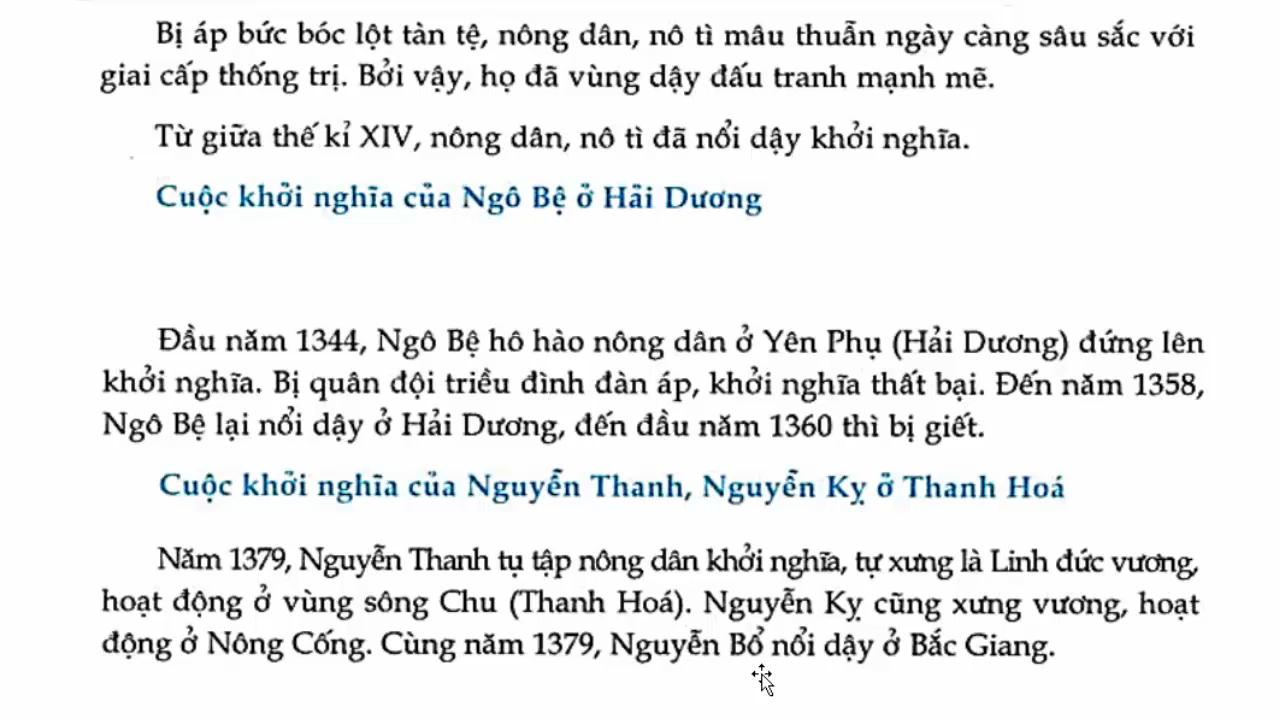 Bị áp bức bóc lột tàn tệ, nông dân, nô tì mâu thuẫn ngày càng sâu sắc với
giai cấp thống trị. Bởi vậy, họ đã vùng dậy đấu tranh mạnh mẽ.
Từ giữa thế kỉ XIV, nông dân, nô tì đã nổi dậy khởi nghĩa.
Cuộc khởi nghĩa của Ngô Bệ ở Hải Dương
Đầu năm 1344, Ngô Bệ hô hào nông dân ở Yên Phụ (Hải Dương) đứng lên
khởi nghĩa. Bị quân đội triều đình đàn áp, khởi nghĩa thất bại. Đến năm 1358,
Ngô Bệ lại nổi dậy ở Hải Dương, đến đầu năm 1360 thì bị giết.
Cuộc khởi nghĩa của Nguyễn Thanh, Nguyễn Kỵ ở Thanh Hoá
Năm 1379, Nguyễn Thanh tụ tập nông dân khởi nghĩa, tự xưng là Linh đức vương,
hoạt động ở vùng sông Chu (Thanh Hoá). Nguyễn Kỵ cũng xưng vương, hoạt
động ở Nông Cống. Cùng năm 1379, Nguyễn Bổ nổi dậy ở Bắc Giang.